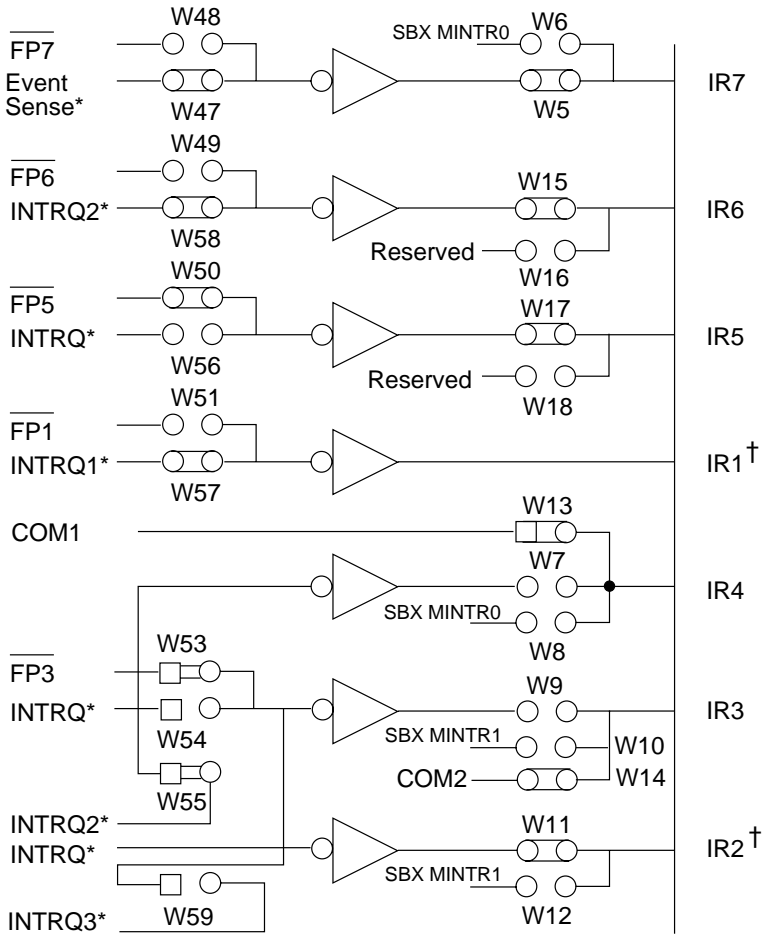 W48
FP7
SBX MINTR0
W6
Event
Sense*
IR7
W47
W5
W49
FP6
W15
INTRQ2*
IR6
W58
Reserved
W16
W50
FP5
W17
INTRQ*
IR5
W56
Reserved
W18
W51
FP1
INTRQ1*
IR1†
W57
W13
COM1
W7
IR4
SBX MINTR0
W8
W53
FP3
W9
INTRQ*
IR3
W54
SBX MINTR1
W10
COM2
W14
W55
INTRQ2*
W11
INTRQ*
IR2†
SBX MINTR1
W59
W12
INTRQ3*